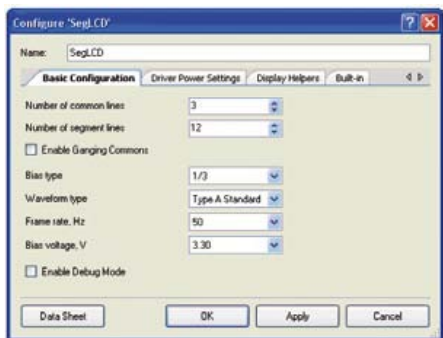 Configure 'SegLCD'
Name: SegLCD
Basic Configuration Driver Power Settings Display Helpers Built-in
Number of common lines 3
Number of segment lines 12
Enable Ganging Commons
Bias type 1/3
Waveform type Type A Standard
Frame rate, Hz 50
Bias voltage, V 3.30
Enable Debug Mode
Data Sheet OK Apply Cancel